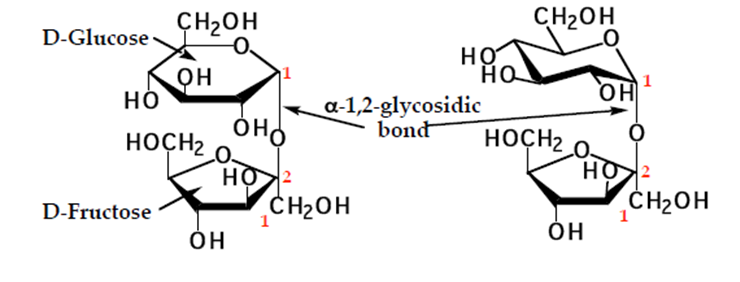 CH2OH
D-Glucose
O
OH
1
HO
OH
α-1,2-glycosidic
bond
O
HOCH2
O
HO
2
D-Fructose
CH2OH
1
OH
CH2OH
O
HO
HO
OH
1
O
HOCH2
O
HO
2
CH2OH
1
OH